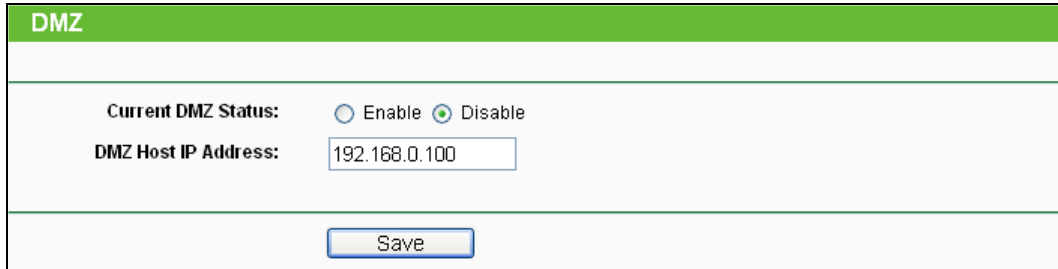 DMZ
Current DMZ Status: Enable Disable
DMZ Host IP Address: 192.168.0.100
Save